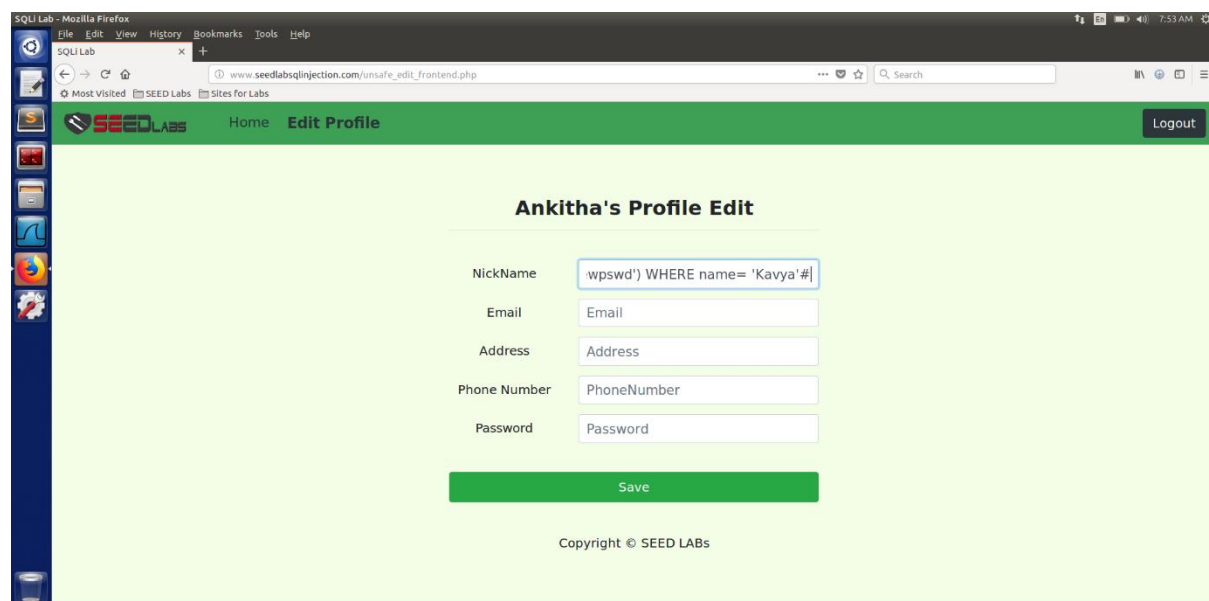 SQLi Lab - Mozilla Firefox
En 7:53 AM
File Edit View History Bookmarks Tools Help
SQLi Lab × +
www.seedlabsqlinjection.com/unsafe_edit_frontend.php
Search
Most Visited SEED Labs Sites for Labs
SEEDLABS Home Edit Profile Logout
Ankitha's Profile Edit
NickName wpswd') WHERE name= 'Kavya'#
Email Email
Address Address
Phone Number PhoneNumber
Password Password
Save
Copyright © SEED LABs